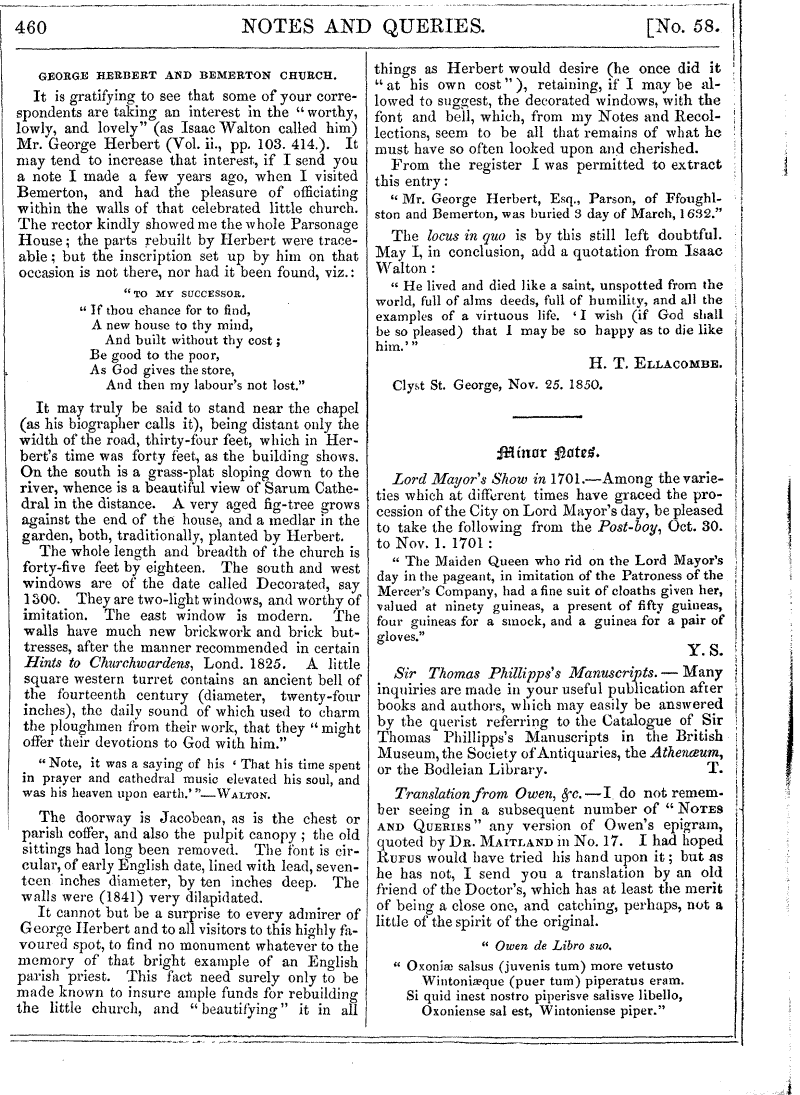 460 NOTES AND QUERIES. [No. 58.
GEORGE HERBERT AND BEMERTON CHURCH.
It is gratifying to see that some of your corre-
spondents are taking an interest in the "worthy,
lowly, and lovely" (as Isaac Walton called him)
Mr. George Herbert (Vol. ii., pp. 103. 414.). It
may tend to increase that interest, if I send you
a note I made a few years ago, when I visited
Bemerton, and had the pleasure of officiating
within the walls of that celebrated little church.
The rector kindly showed me the whole Parsonage
House; the parts rebuilt by Herbert were trace-
able; but the inscription set up by him on that
occasion is not there, nor had it been found, viz.:
"TO MY SUCCESSOR.
"If thou chance for to find,
A new house to thy mind,
And built without thy cost;
Be good to the poor,
As God gives the store,
And then my labour's not lost."
It may truly be said to stand near the chapel
(as his biographer calls it), being distant only the
width of the road, thirty-four feet, which in Her-
bert's time was forty feet, as the building shows.
On the south is a grass-plat sloping down to the
river, whence is a beautiful view of Sarum Cathe-
dral in the distance. A very aged fig-tree grows
against the end of the house, and a medlar in the
garden, both, traditionally, planted by Herbert.
The whole length and breadth of the church is
forty-five feet by eighteen. The south and west
windows are of the date called Decorated, say
1300. They are two-light windows, and worthy of
imitation. The east window is modern. The
walls have much new brickwork and brick but-
tresses, after the manner recommended in certain
Hints to Churchwardens, Lond. 1825. A little
square western turret contains an ancient bell of
the fourteenth century (diameter, twenty-four
inches), the daily sound of which used to charm
the ploughmen from their work, that they "might
offer their devotions to God with him."
"Note, it was a saying of his 'That his time spent
in prayer and cathedral music elevated his soul, and
was his heaven upon earth.'"—WALTON.
The doorway is Jacobean, as is the chest or
parish coffer, and also the pulpit canopy; the old
sittings had long been removed. The font is cir-
cular, of early English date, lined with lead, seven-
teen inches diameter, by ten inches deep. The
walls were (1841) very dilapidated.
It cannot but be a surprise to every admirer of
George Herbert and to all visitors to this highly fa-
voured spot, to find no monument whatever to the
memory of that bright example of an English
parish priest. This fact need surely only to be
made known to insure ample funds for rebuilding
the little church, and "beautifying" it in all
things as Herbert would desire (he once did it
"at his own cost"), retaining, if I may be al-
lowed to suggest, the decorated windows, with the
font and bell, which, from my Notes and Recol-
lections, seem to be all that remains of what he
must have so often looked upon and cherished.
From the register I was permitted to extract
this entry:
"Mr. George Herbert, Esq., Parson, of Ffoughl-
ston and Bemerton, was buried 3 day of March, 1632."
The locus in quo is by this still left doubtful.
May I, in conclusion, add a quotation from Isaac
Walton:
"He lived and died like a saint, unspotted from the
world, full of alms deeds, full of humility, and all the
examples of a virtuous life. 'I wish (if God shall
be so pleased) that I may be so happy as to die like
him.'"
H. T. ELLACOMBE.
Clyst St. George, Nov. 25. 1850.
Minor Notes.
Lord Mayor's Show in 1701.—Among the varie-
ties which at different times have graced the pro-
cession of the City on Lord Mayor's day, be pleased
to take the following from the Post-boy, Oct. 30.
to Nov. 1. 1701:
"The Maiden Queen who rid on the Lord Mayor's
day in the pageant, in imitation of the Patroness of the
Mercer's Company, had a fine suit of cloaths given her,
valued at ninety guineas, a present of fifty guineas,
four guineas for a smock, and a guinea for a pair of
gloves."
Y. S.
Sir Thomas Phillipps's Manuscripts.—Many
inquiries are made in your useful publication after
books and authors, which may easily be answered
by the querist referring to the Catalogue of Sir
Thomas Phillipps's Manuscripts in the British
Museum, the Society of Antiquaries, the Athenæum,
or the Bodleian Library. T.
Translation from Owen, &c.—I do not remem-
ber seeing in a subsequent number of "NOTES
AND QUERIES" any version of Owen's epigram,
quoted by DR. MAITLAND in No. 17. I had hoped
RUFUS would have tried his hand upon it; but as
he has not, I send you a translation by an old
friend of the Doctor's, which has at least the merit
of being a close one, and catching, perhaps, not a
little of the spirit of the original.
"Owen de Libro suo.
"Oxoniæ salsus (juvenis tum) more vetusto
Wintoniæque (puer tum) piperatus eram.
Si quid inest nostro piperisve salisve libello,
Oxoniense sal est, Wintoniense piper."